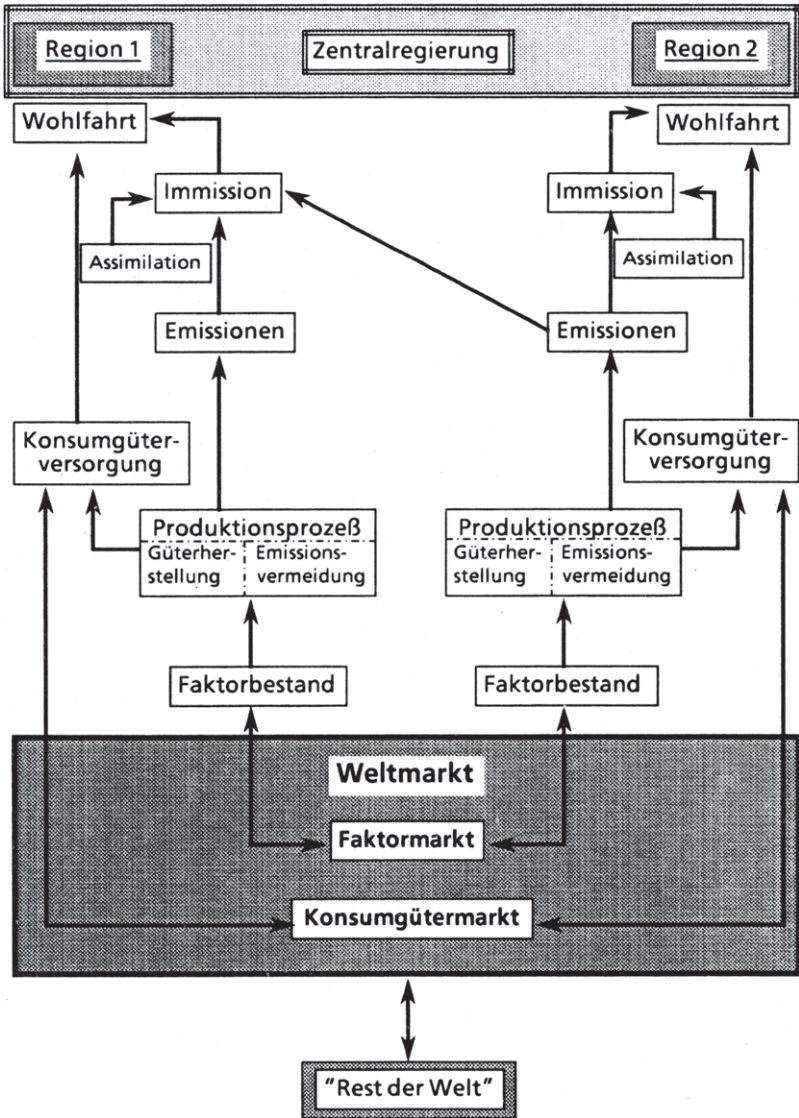 Region 1
Zentralregierung
Region 2
Wohlfahrt
Wohlfahrt
Immission
Immission
Assimilation
Assimilation
Emissionen
Emissionen
Konsumgüter-
versorgung
Konsumgüter-
versorgung
Produktionsprozeß
Güterher-
stellung
Emissions-
vermeidung
Produktionsprozeß
Güterher-
stellung
Emissions-
vermeidung
Faktorbestand
Faktorbestand
Weltmarkt
Faktormarkt
Konsumgütermarkt
"Rest der Welt"